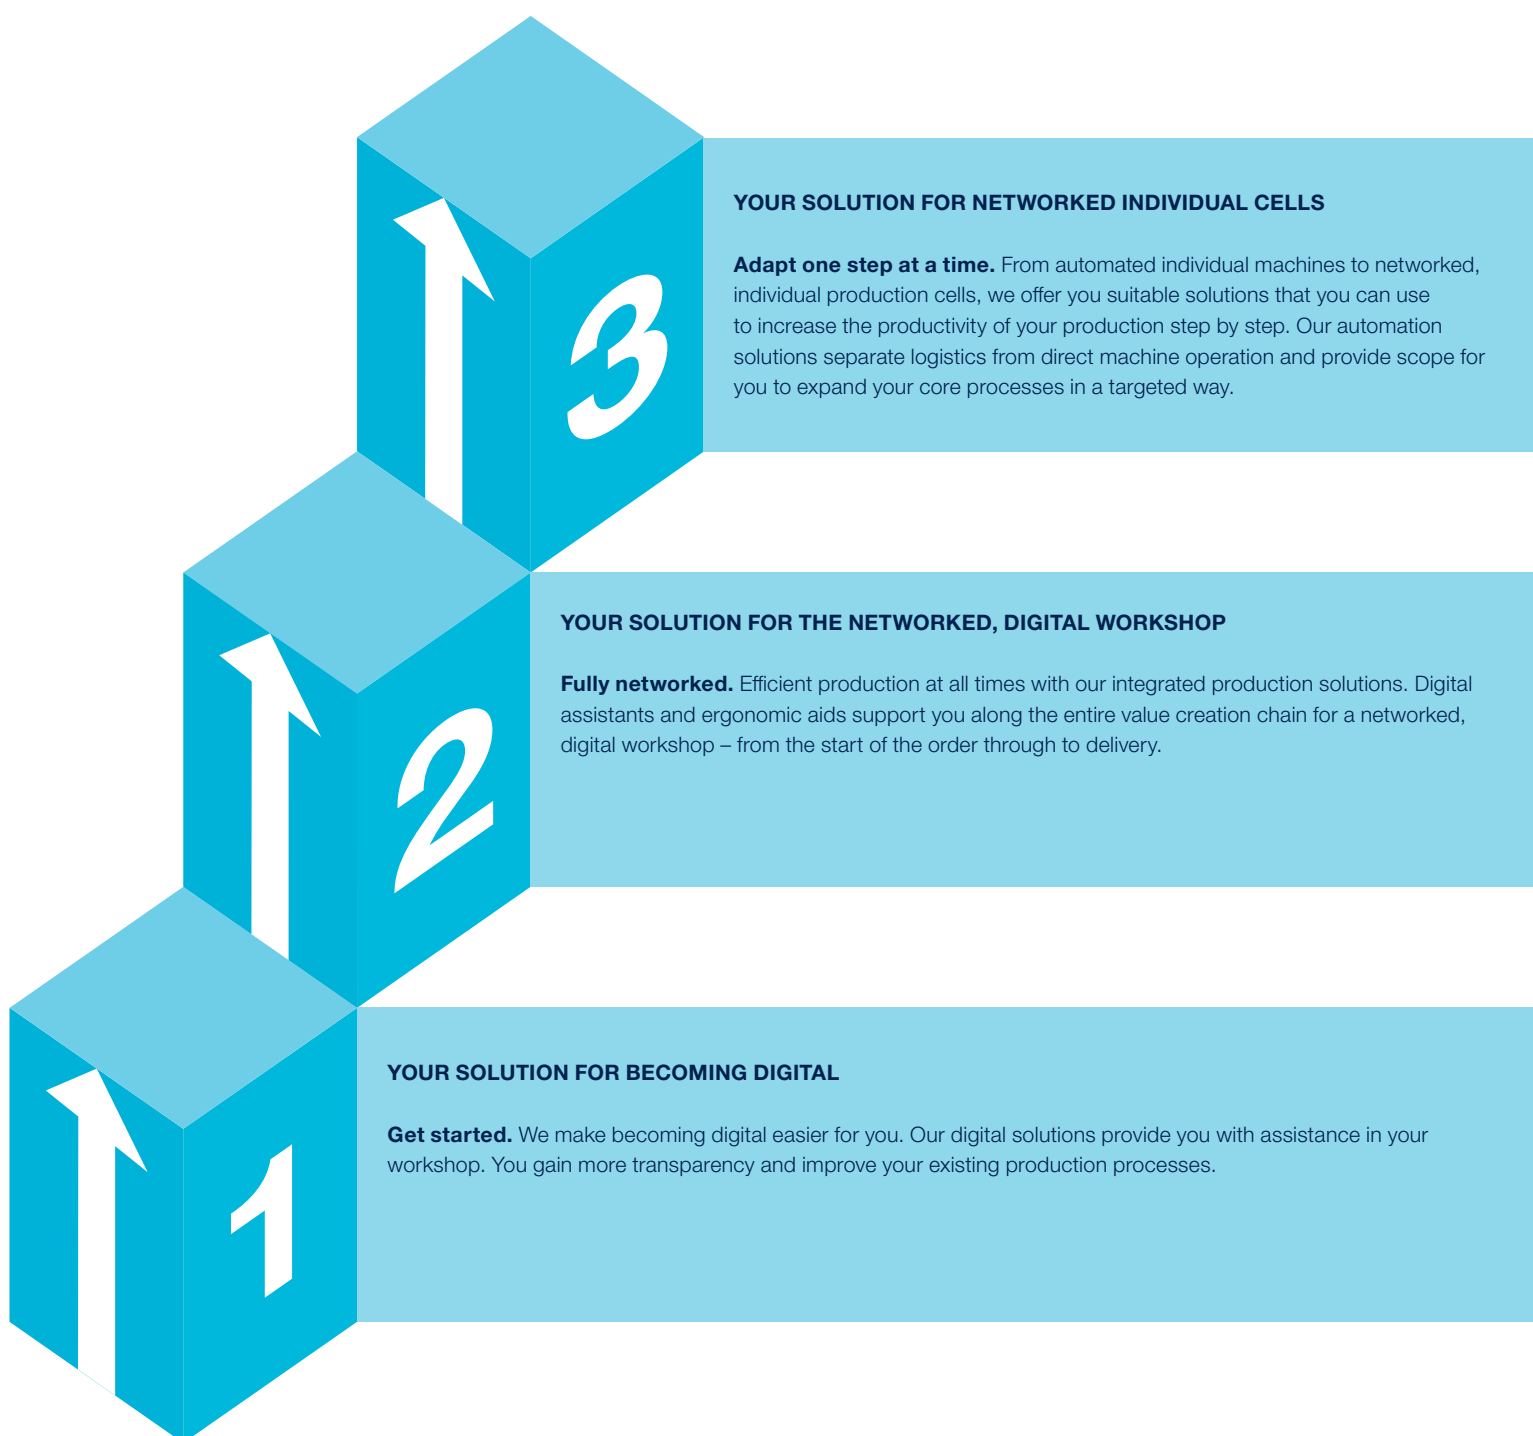 3
YOUR SOLUTION FOR NETWORKED INDIVIDUAL CELLS
Adapt one step at a time. From automated individual machines to networked,
individual production cells, we offer you suitable solutions that you can use
to increase the productivity of your production step by step. Our automation
solutions separate logistics from direct machine operation and provide scope for
you to expand your core processes in a targeted way.
2
YOUR SOLUTION FOR THE NETWORKED, DIGITAL WORKSHOP
Fully networked. Efficient production at all times with our integrated production solutions. Digital
assistants and ergonomic aids support you along the entire value creation chain for a networked,
digital workshop – from the start of the order through to delivery.
1
YOUR SOLUTION FOR BECOMING DIGITAL
Get started. We make becoming digital easier for you. Our digital solutions provide you with assistance in your
workshop. You gain more transparency and improve your existing production processes.